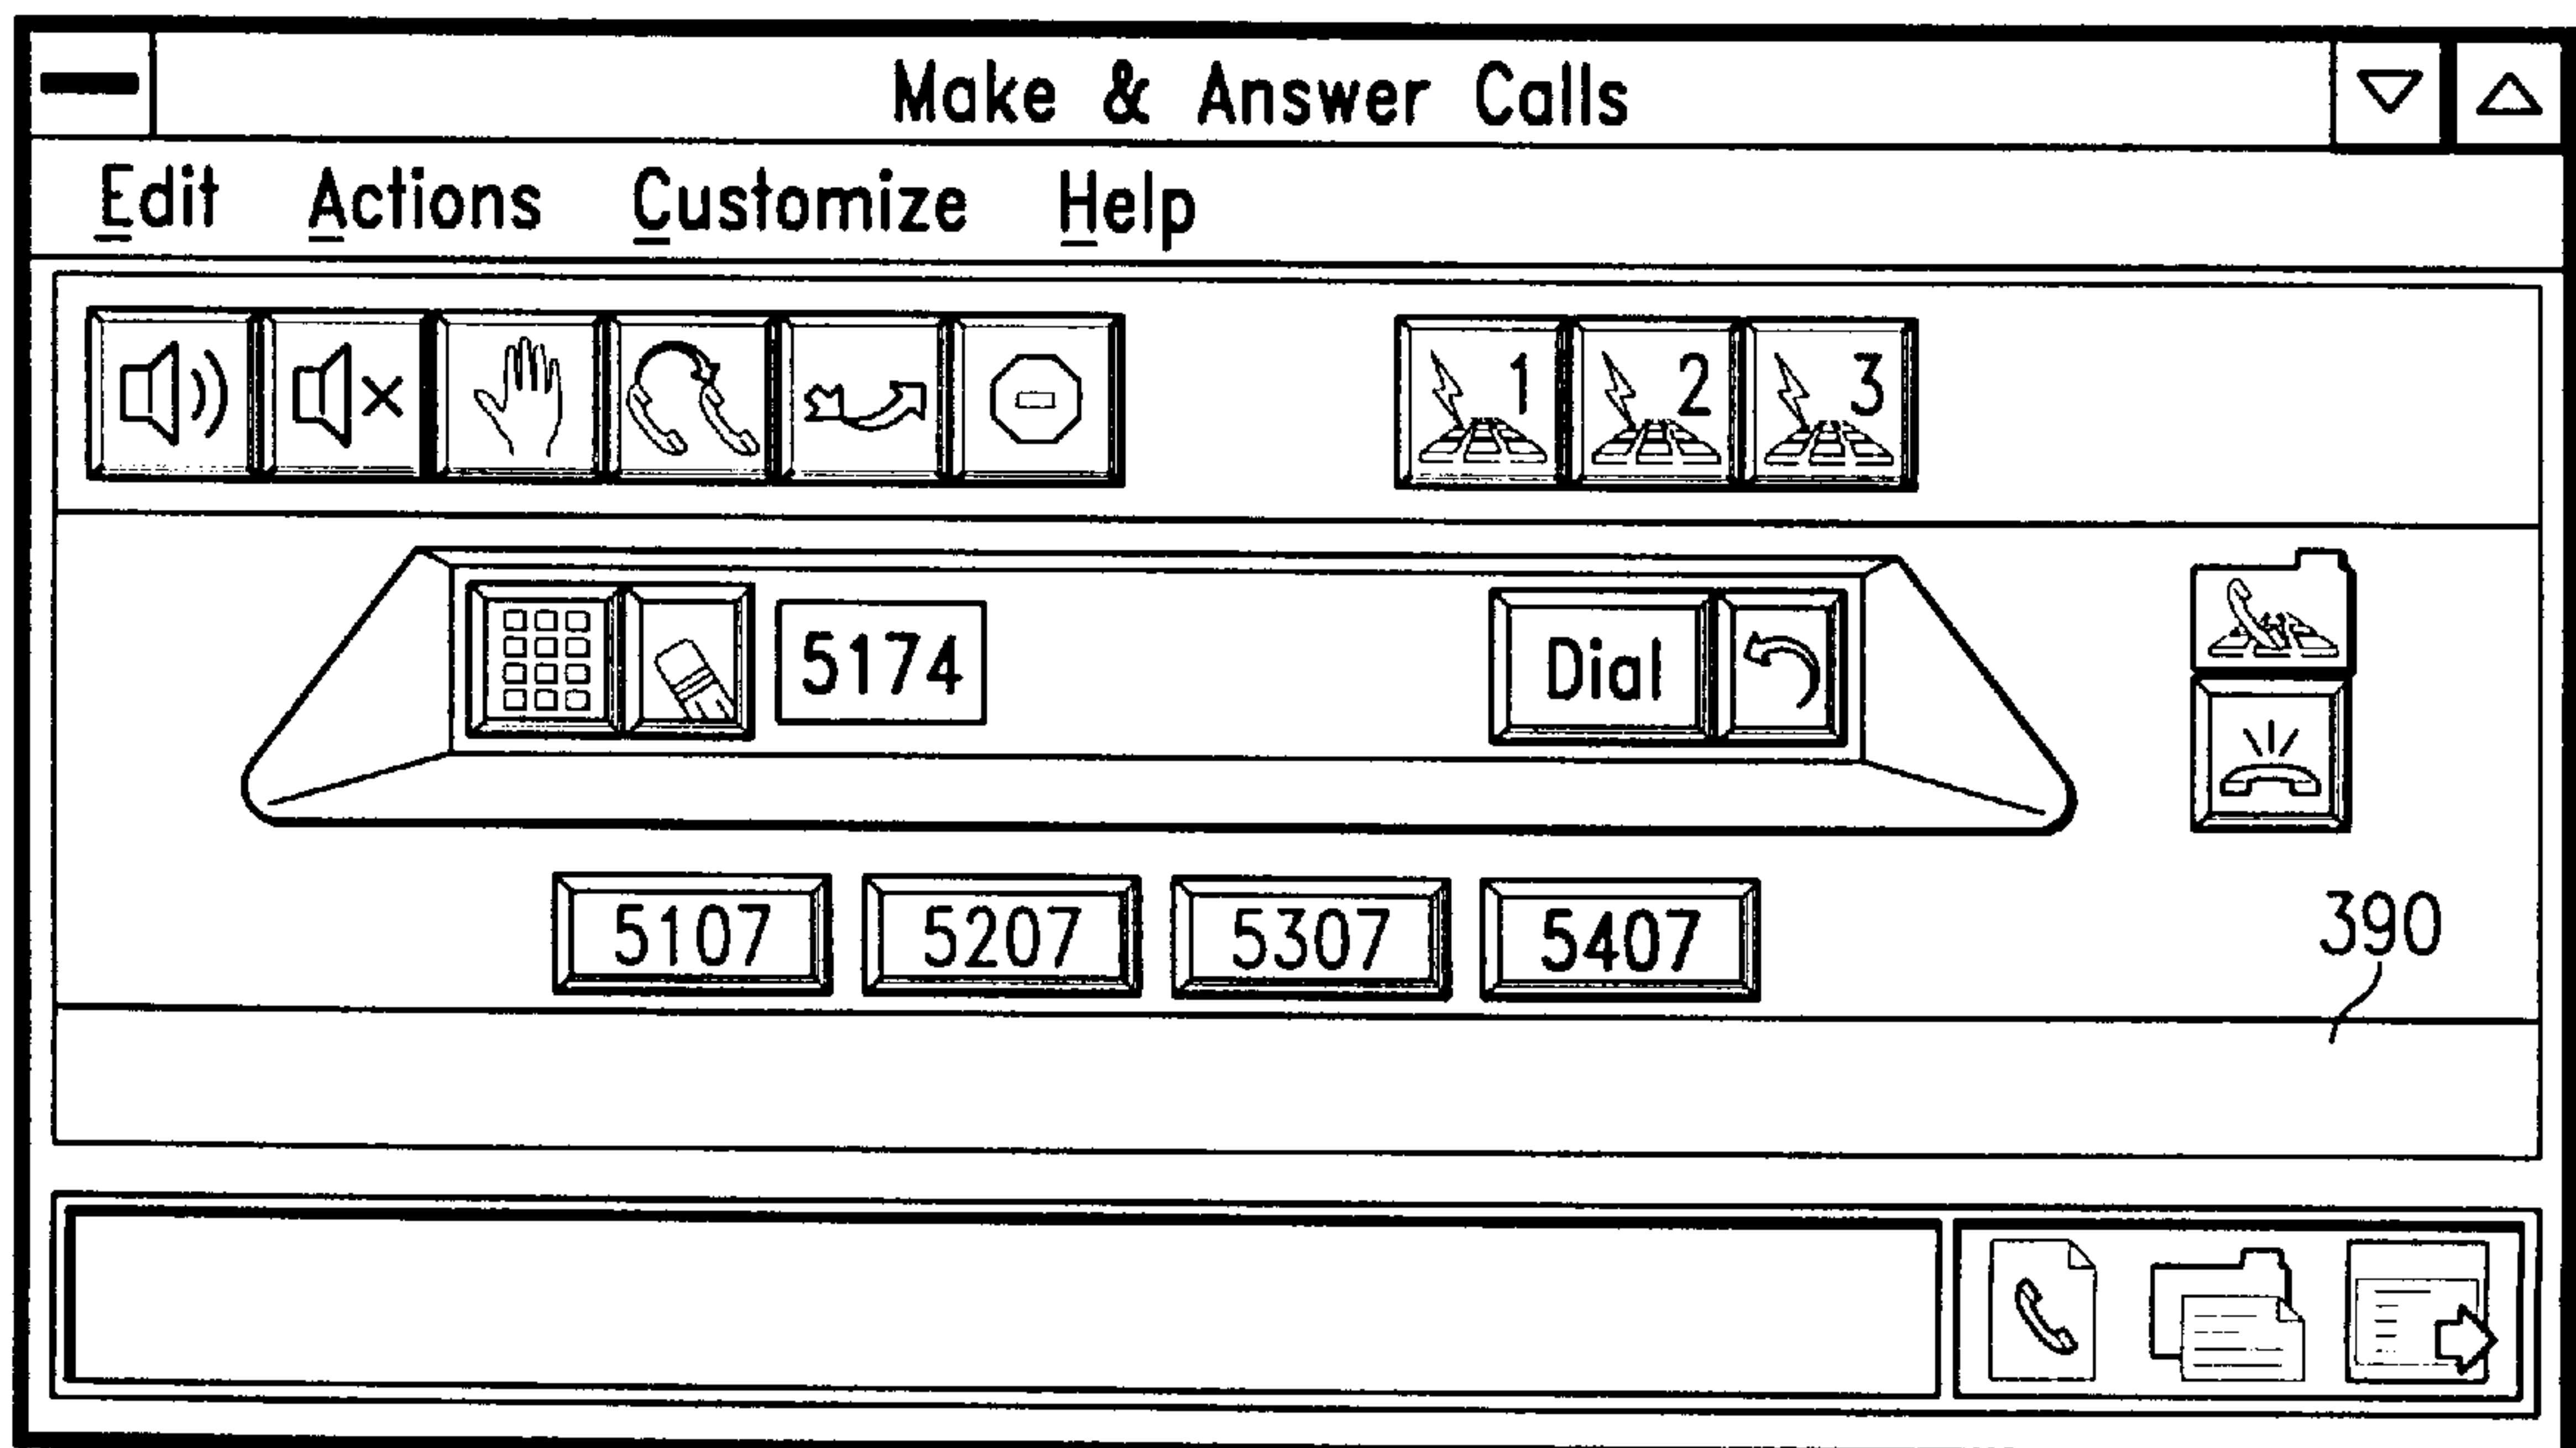 Make & Answer Calls
Edit Actions Customize Help
1 2 3
5174 Dial
5107 5207 5307 5407
390